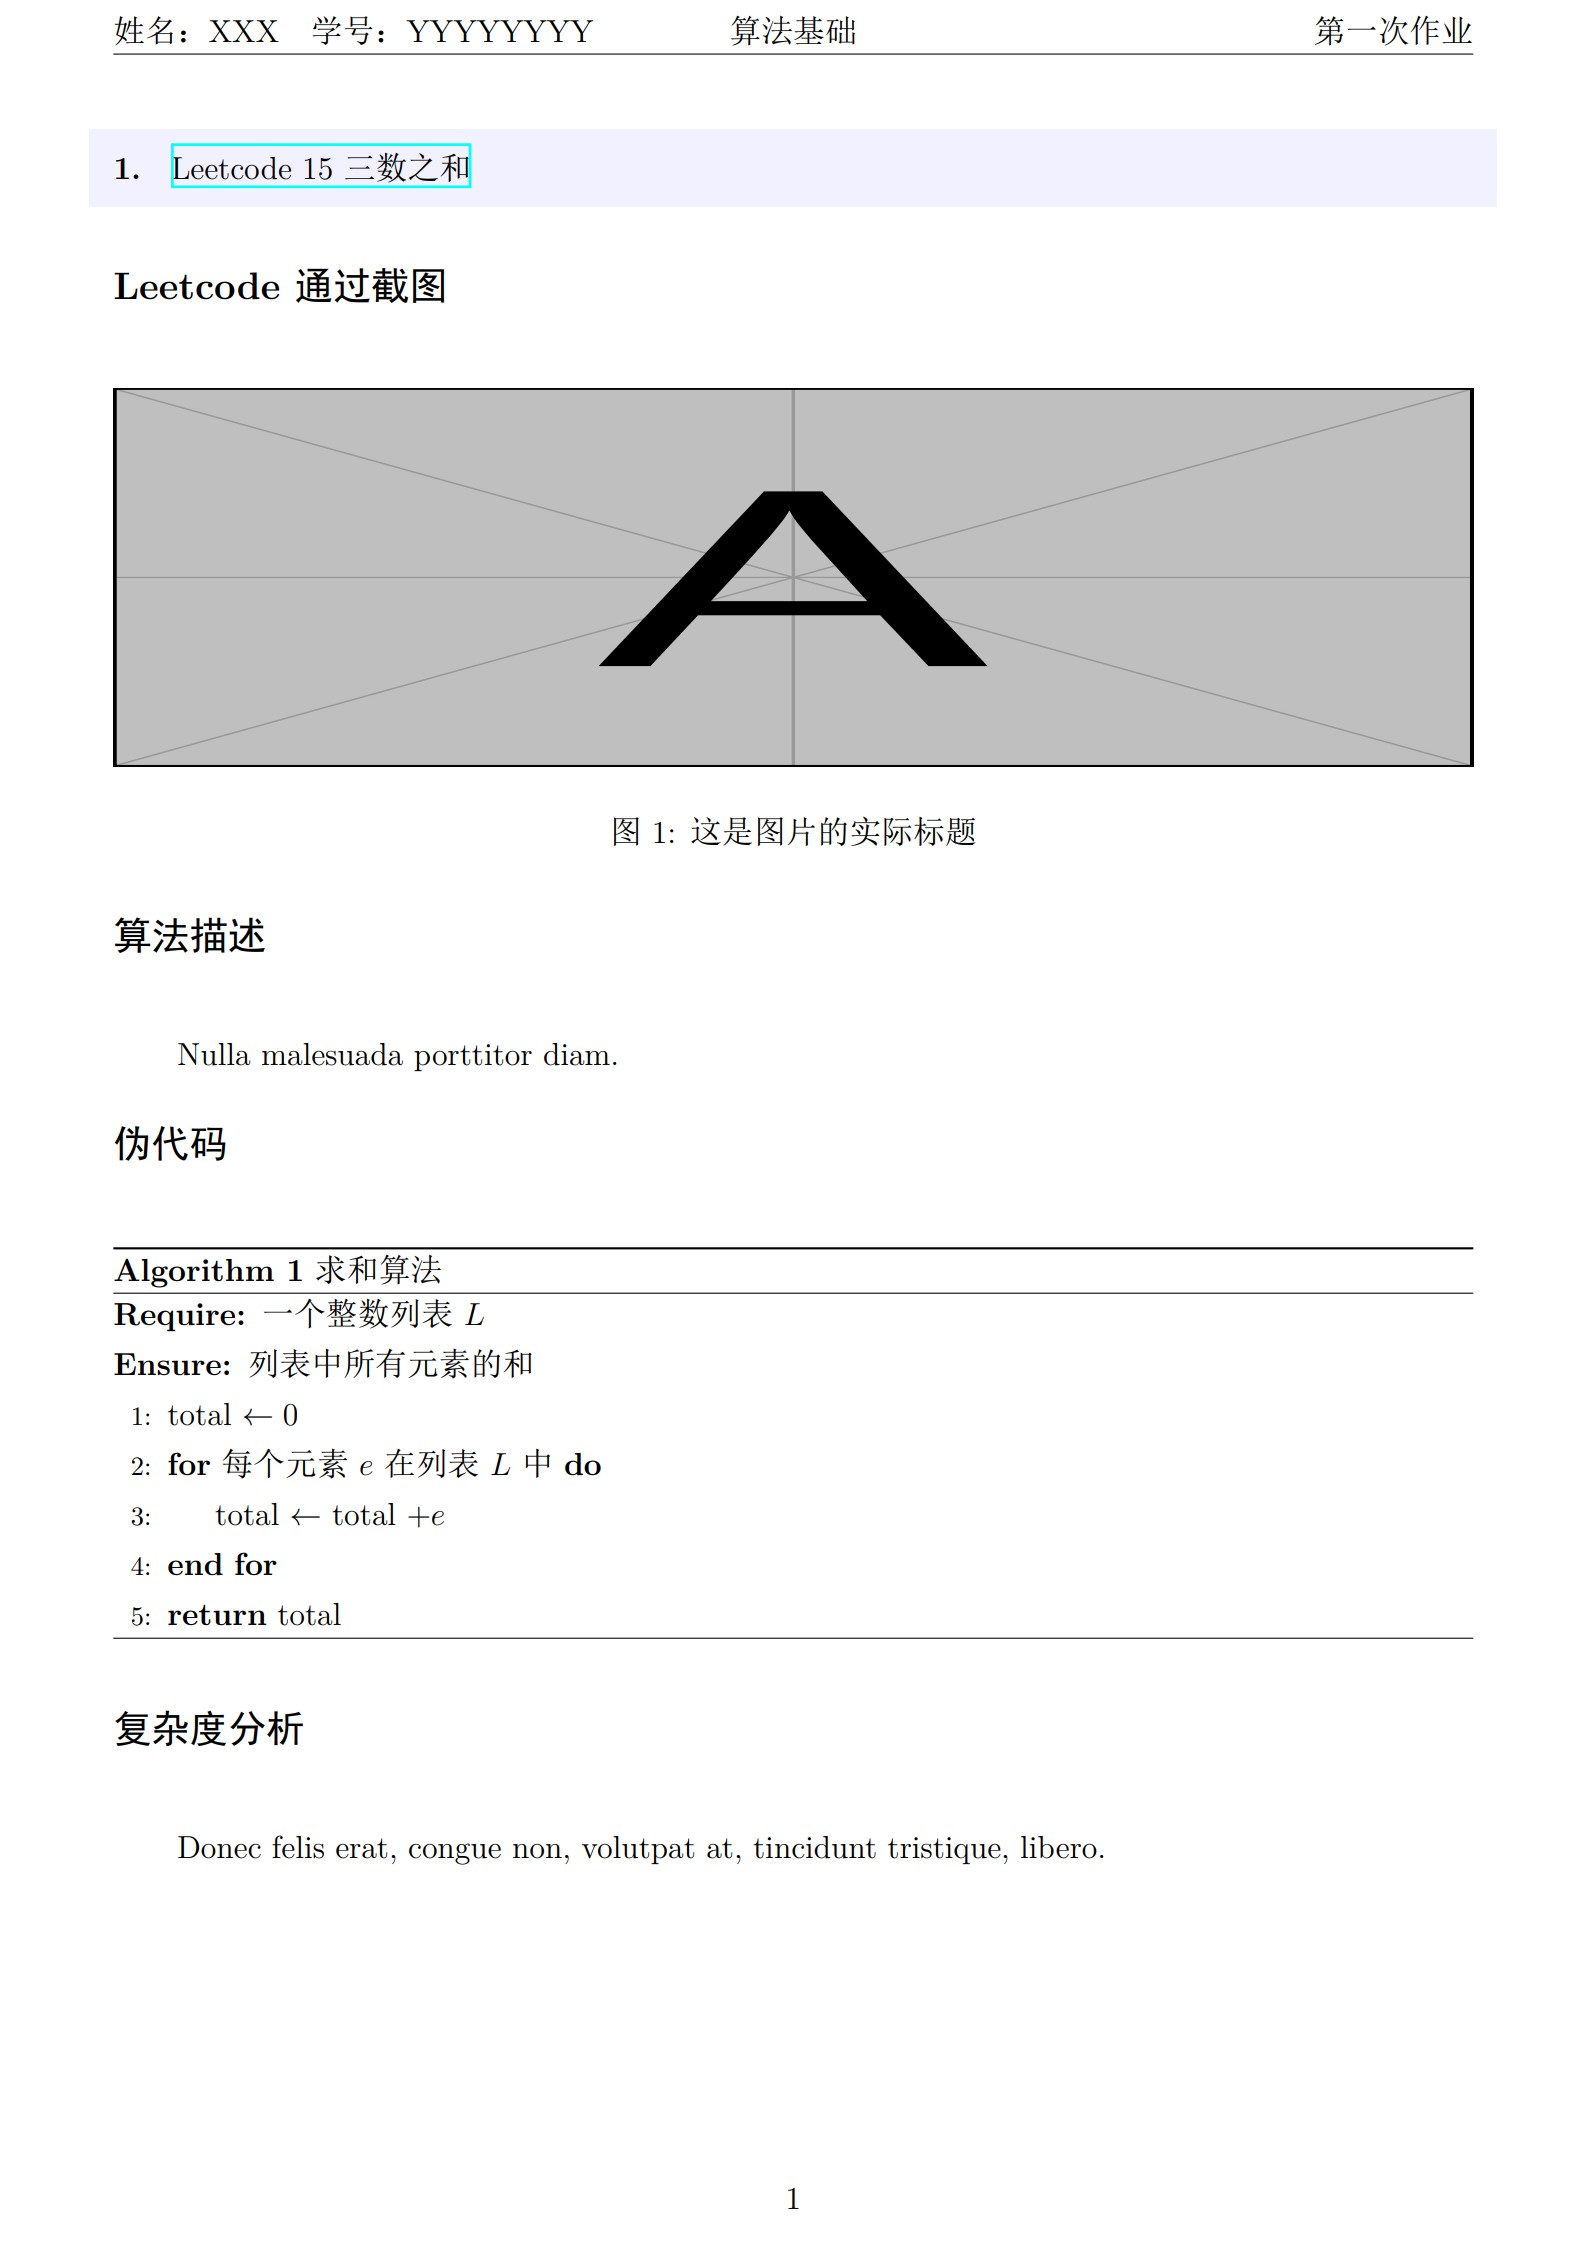 姓名：XXX 学号：YYYYYYYY 算法基础 第一次作业
1. Leetcode 15 三数之和
Leetcode 通过截图
A
图 1: 这是图片的实际标题
算法描述
Nulla malesuada porttitor diam.
伪代码
Algorithm 1 求和算法
Require: 一个整数列表 L
Ensure: 列表中所有元素的和
1: total ← 0
2: for 每个元素 e 在列表 L 中 do
3: total ← total +e
4: end for
5: return total
复杂度分析
Donec felis erat, congue non, volutpat at, tincidunt tristique, libero.
1